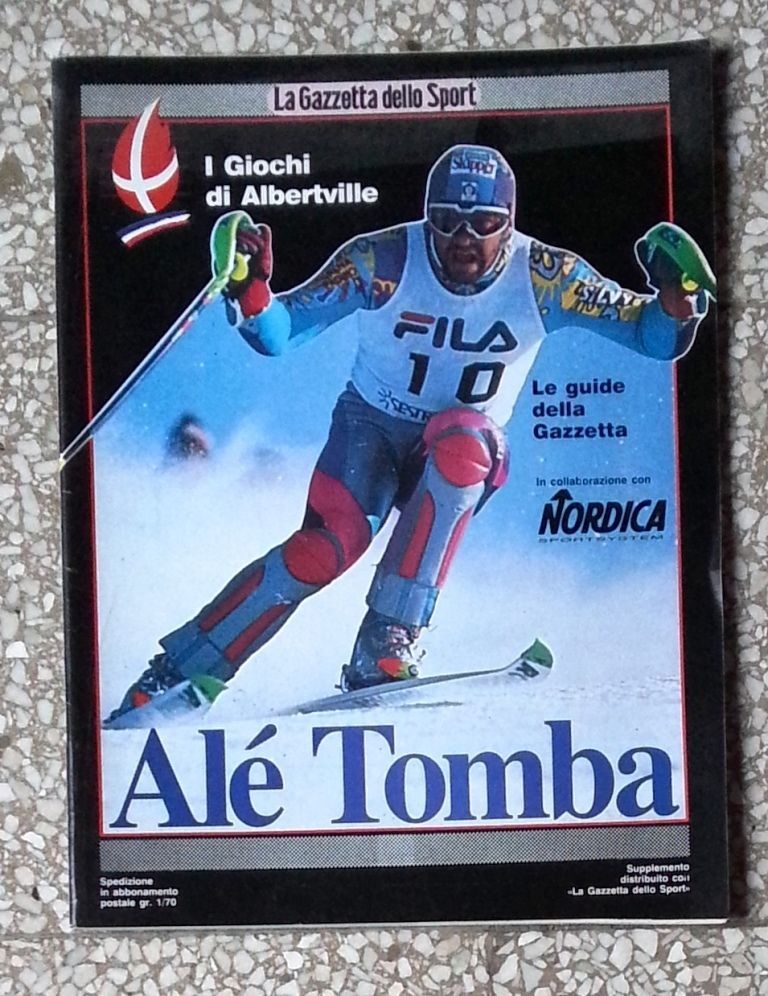 La Gazzetta dello Sport
I Giochi
di Albertville
Skipper
FILA
10
SESTR
Le guide
della
Gazzetta
In collaborazione con
NORDICA
SPORTSYSTEM
Alé Tomba
Spedizione
in abbonamento
postale gr. 1/70
Supplemento
distribuito con
«La Gazzetta dello Sport»